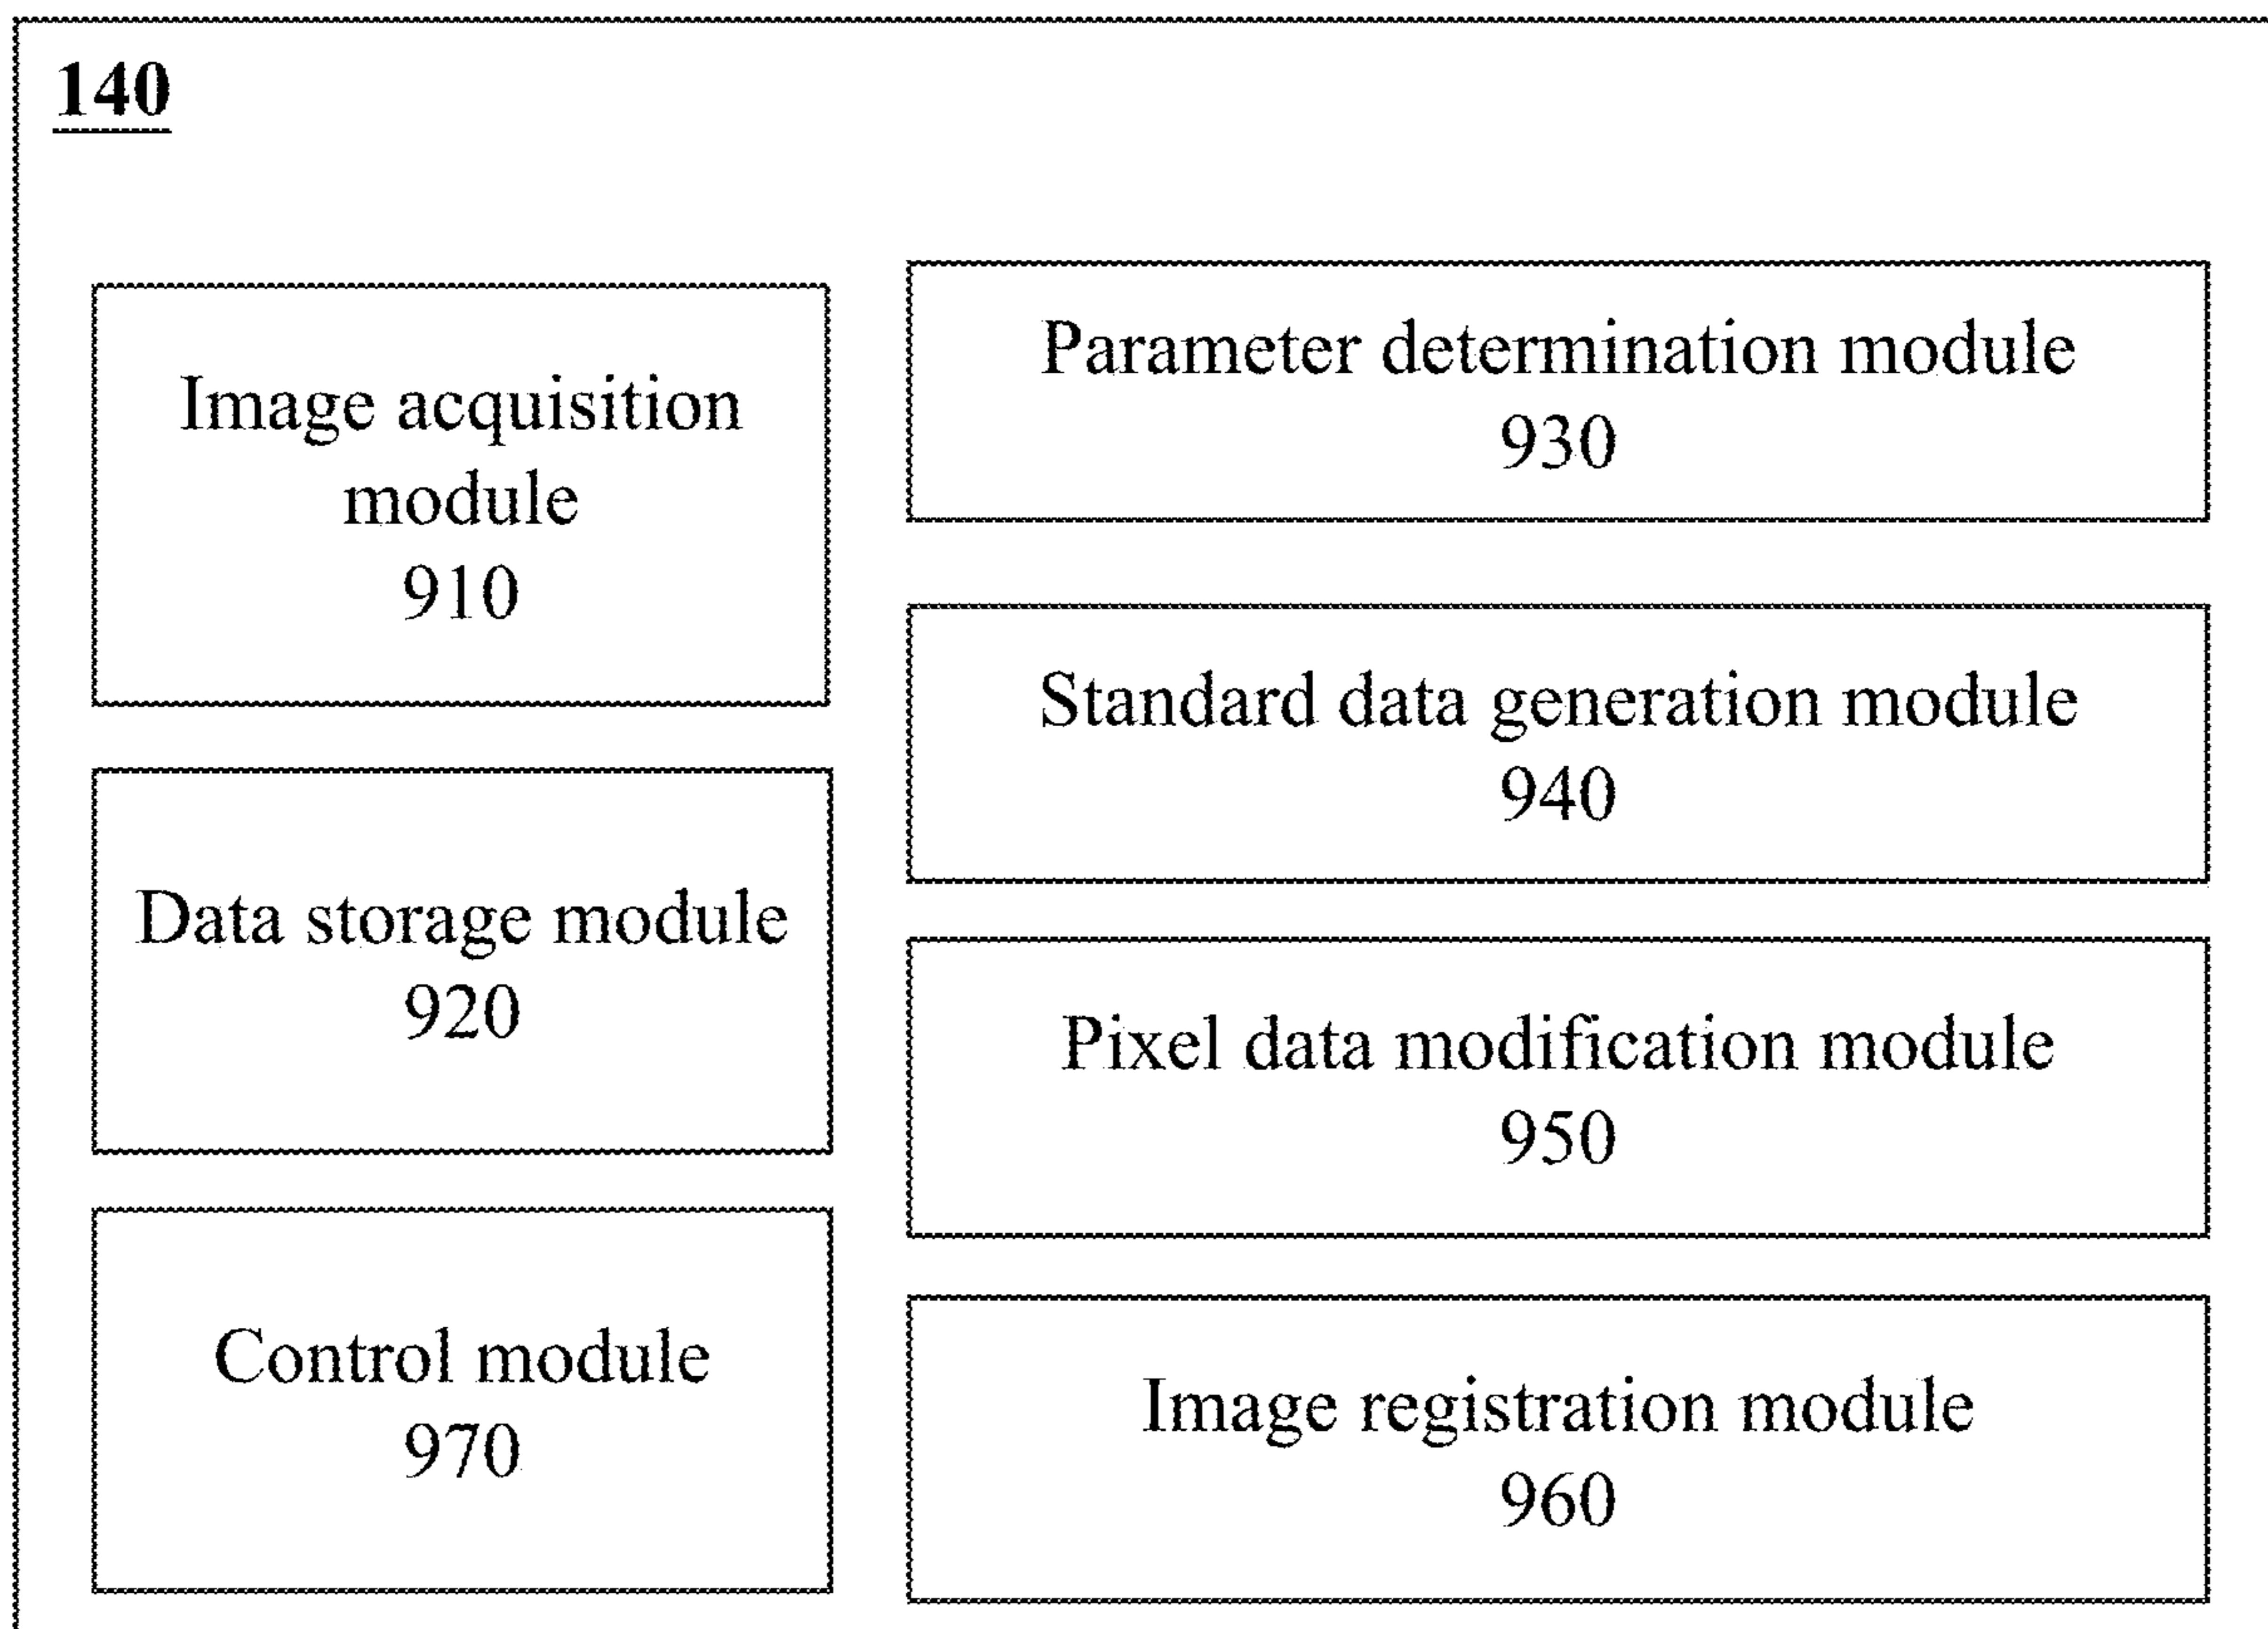 140
Image acquisition
module
910
Data storage module
920
Control module
970
Parameter determination module
930
Standard data generation module
940
Pixel data modification module
950
Image registration module
960